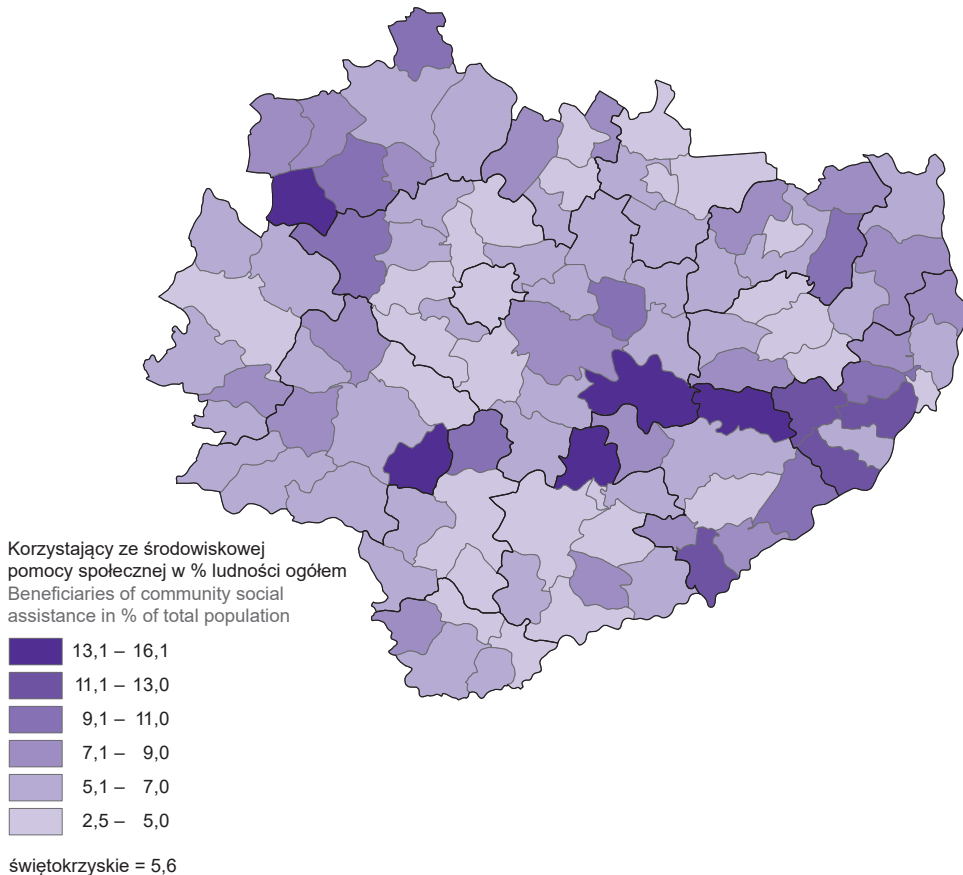 Korzystający ze środowiskowej
pomocy społecznej w % ludności ogółem
Beneficiaries of community social
assistance in % of total population
13,1 – 16,1
11,1 – 13,0
9,1 – 11,0
7,1 – 9,0
5,1 – 7,0
2,5 – 5,0
świętokrzyskie = 5,6